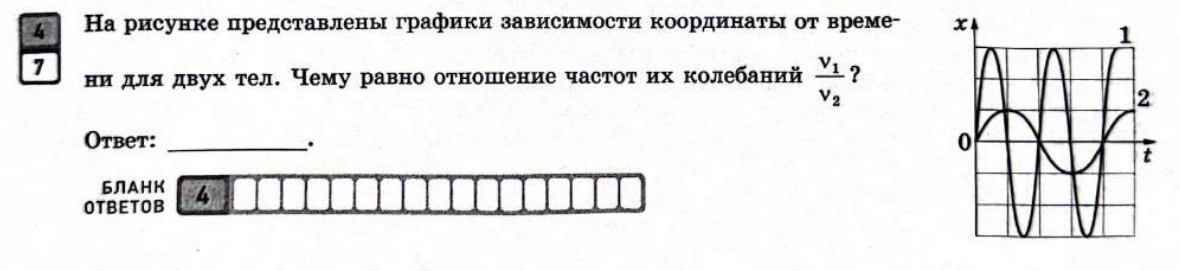 4
7
На рисунке представлены графики зависимости координаты от време-
ни для двух тел. Чему равно отношение частот их колебаний ν₁/ν₂?
Ответ: ____________.
БЛАНК
ОТВЕТОВ
4
x
1
2
0
t